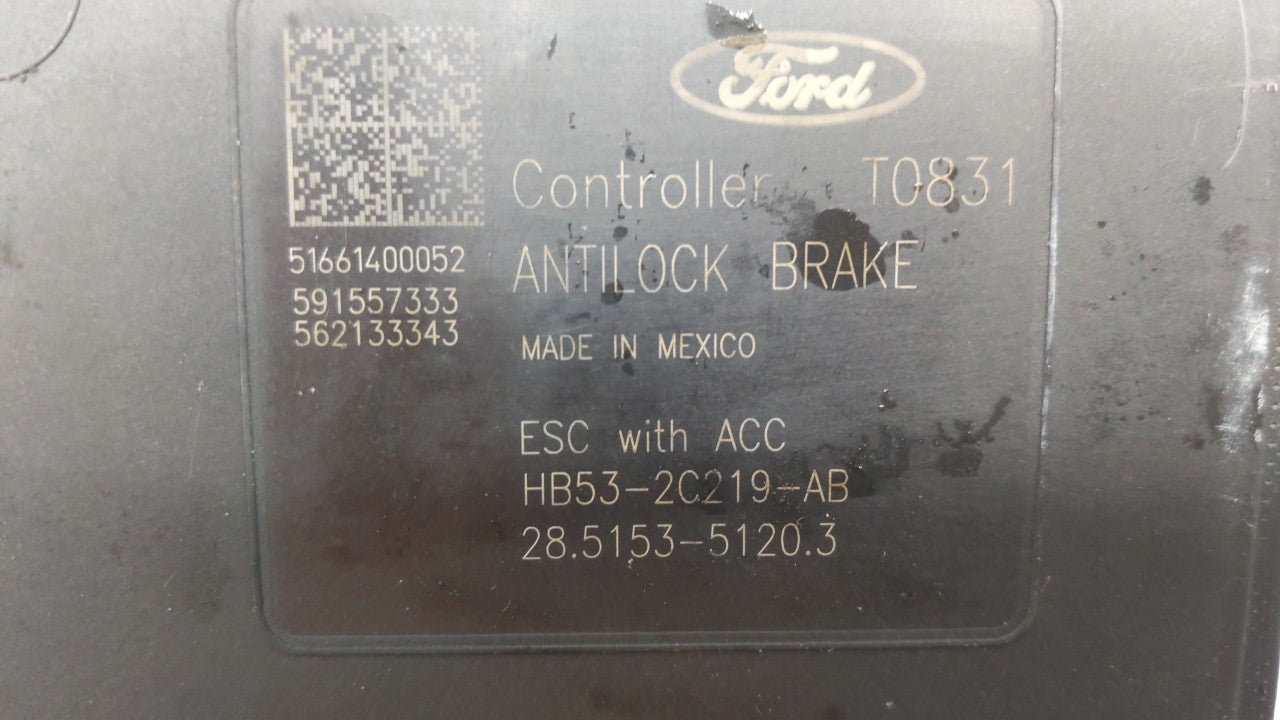 Ford
Controller T0831
ANTILOCK BRAKE
MADE IN MEXICO
ESC with ACC
HB53-2C219-AB
28.5153-5120.3
51661400052
591557333
562133343